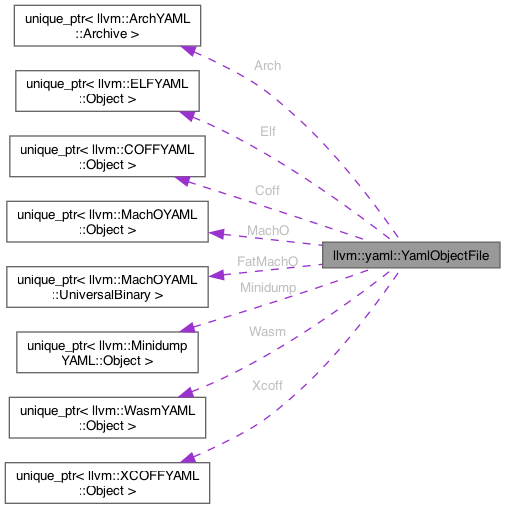 unique_ptr< llvm::ArchYAML
::Archive >
Arch
unique_ptr< llvm::ELFYAML
::Object >
Elf
unique_ptr< llvm::COFFYAML
::Object >
Coff
unique_ptr< llvm::MachOYAML
::Object >
MachO
llvm::yaml::YamlObjectFile
FatMachO
unique_ptr< llvm::MachOYAML
::UniversalBinary >
Minidump
unique_ptr< llvm::Minidump
YAML::Object >
Wasm
unique_ptr< llvm::WasmYAML
::Object >
Xcoff
unique_ptr< llvm::XCOFFYAML
::Object >